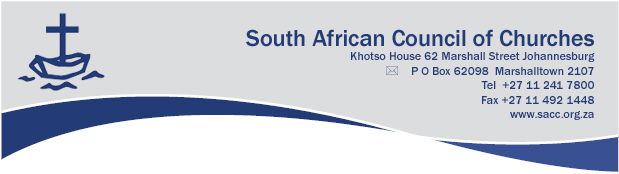 South African Council of Churches
Khotso House 62 Marshall Street Johannesburg
P O Box 62098 Marshalltown 2107
Tel +27 11 241 7800
Fax +27 11 492 1448
www.sacc.org.za